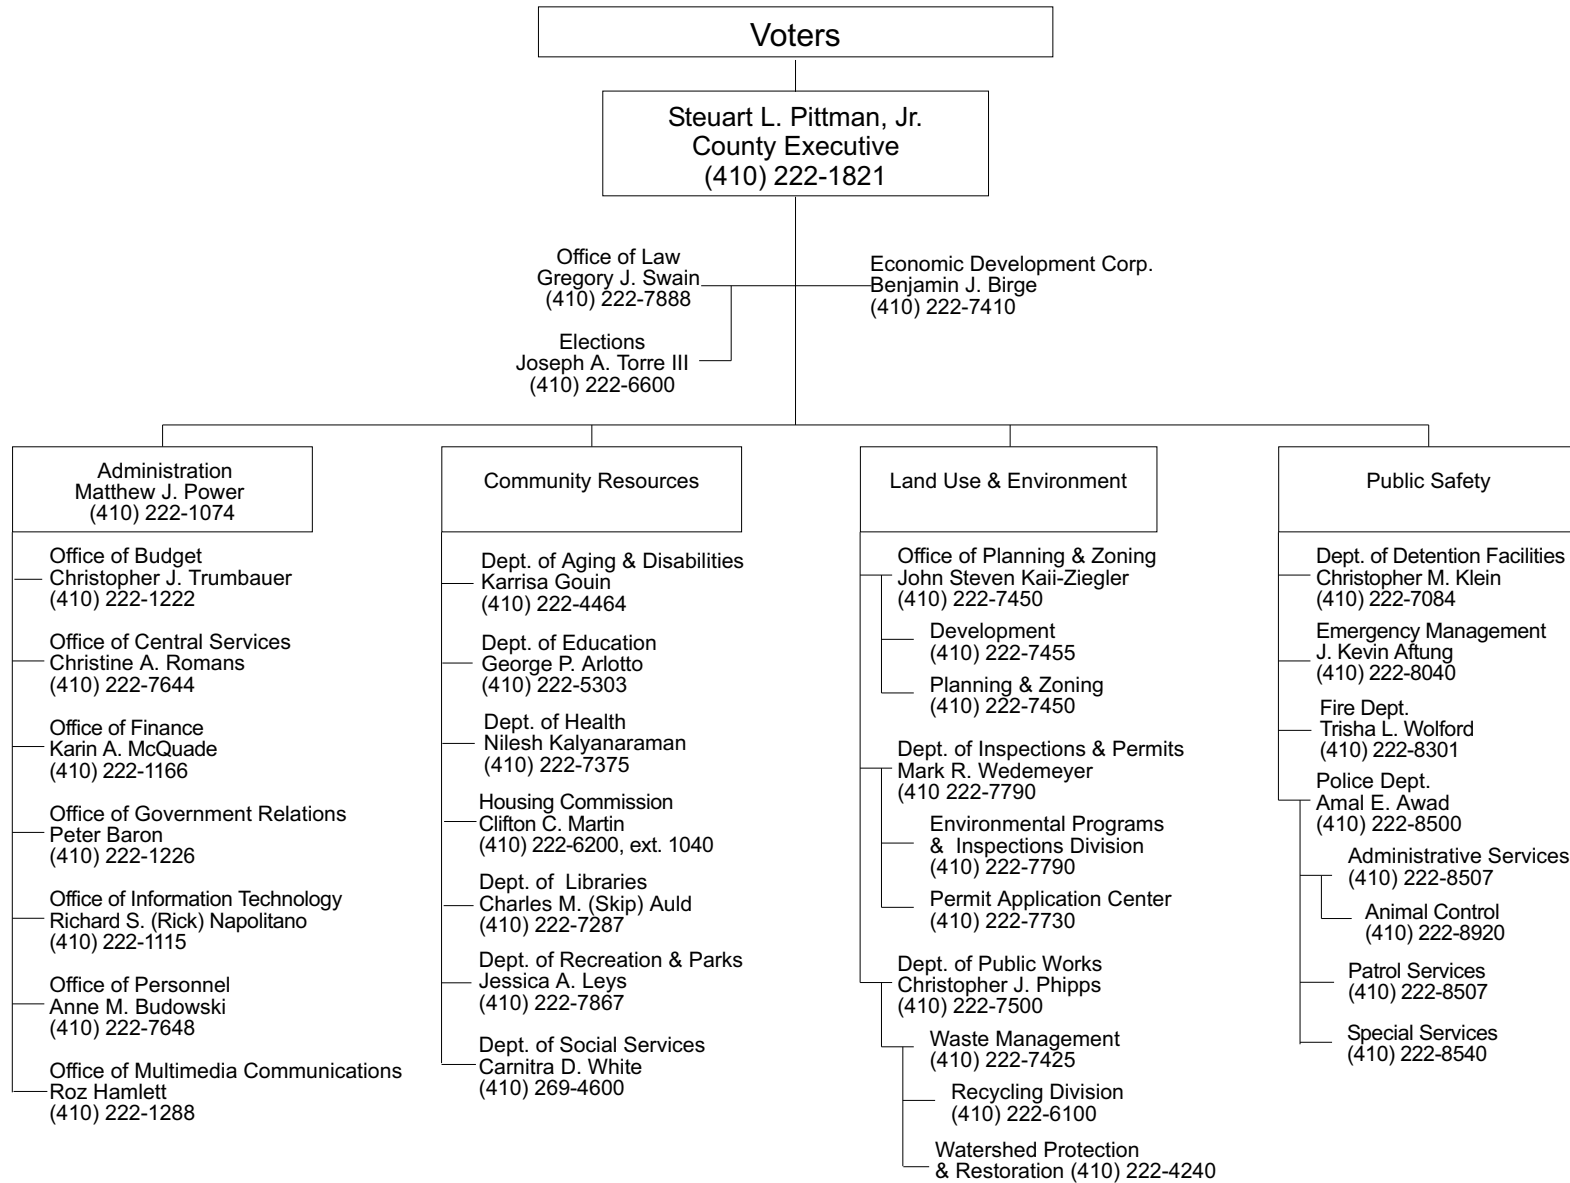 Voters
Steuart L. Pittman, Jr.
County Executive
(410) 222-1821
Office of Law
Gregory J. Swain
(410) 222-7888
Economic Development Corp.
Benjamin J. Birge
(410) 222-7410
Elections
Joseph A. Torre III
(410) 222-6600
Administration
Matthew J. Power
(410) 222-1074
Office of Budget
Christopher J. Trumbauer
(410) 222-1222
Office of Central Services
Christine A. Romans
(410) 222-7644
Office of Finance
Karin A. McQuade
(410) 222-1166
Office of Government Relations
Peter Baron
(410) 222-1226
Office of Information Technology
Richard S. (Rick) Napolitano
(410) 222-1115
Office of Personnel
Anne M. Budowski
(410) 222-7648
Office of Multimedia Communications
Roz Hamlett
(410) 222-1288
Community Resources
Dept. of Aging & Disabilities
Karrisa Gouin
(410) 222-4464
Dept. of Education
George P. Arlotto
(410) 222-5303
Dept. of Health
Nilesh Kalyanaraman
(410) 222-7375
Housing Commission
Clifton C. Martin
(410) 222-6200, ext. 1040
Dept. of Libraries
Charles M. (Skip) Auld
(410) 222-7287
Dept. of Recreation & Parks
Jessica A. Leys
(410) 222-7867
Dept. of Social Services
Carnitra D. White
(410) 269-4600
Land Use & Environment
Office of Planning & Zoning
John Steven Kaii-Ziegler
(410) 222-7450
Development
(410) 222-7455
Planning & Zoning
(410) 222-7450
Dept. of Inspections & Permits
Mark R. Wedemeyer
(410 222-7790
Environmental Programs
& Inspections Division
(410) 222-7790
Permit Application Center
(410) 222-7730
Dept. of Public Works
Christopher J. Phipps
(410) 222-7500
Waste Management
(410) 222-7425
Recycling Division
(410) 222-6100
Watershed Protection
& Restoration (410) 222-4240
Public Safety
Dept. of Detention Facilities
Christopher M. Klein
(410) 222-7084
Emergency Management
J. Kevin Aftung
(410) 222-8040
Fire Dept.
Trisha L. Wolford
(410) 222-8301
Police Dept.
Amal E. Awad
(410) 222-8500
Administrative Services
(410) 222-8507
Animal Control
(410) 222-8920
Patrol Services
(410) 222-8507
Special Services
(410) 222-8540